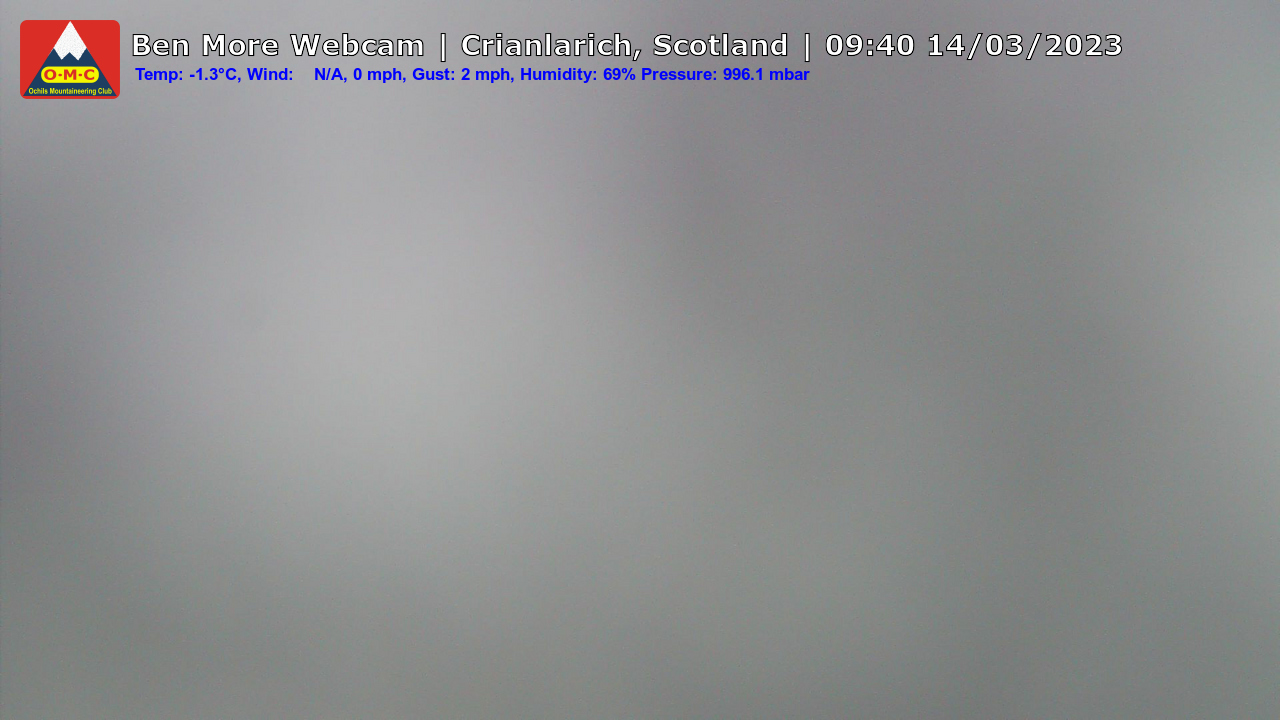 Ben More Webcam | Crianlarich, Scotland | 09:40 14/03/2023
Temp: -1.3°C, Wind: N/A, 0 mph, Gust: 2 mph, Humidity: 69% Pressure: 996.1 mbar
O·M·C
Ochils Mountaineering Club